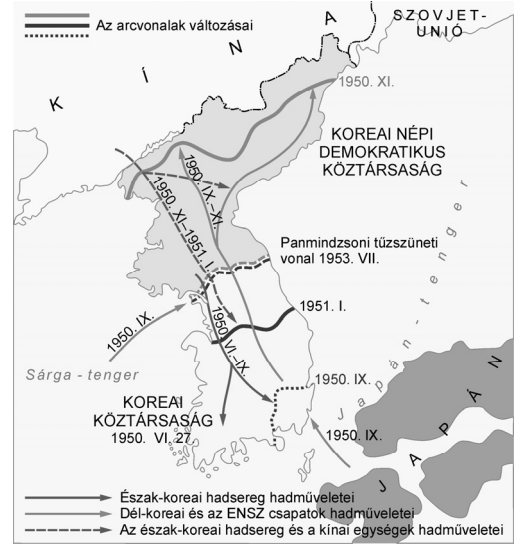 Az arcvonalak változásai
SZOVJET-
UNIÓ
KÍNA
1950. XI.
KOREAI NÉPI
DEMOKRATIKUS
KÖZTÁRSASÁG
1950. IX.–XI.
1950. XI–1951. I.
Panmindzsoni tűzszüneti
vonal 1953. VII.
1951. I.
1950. IX.
1950. VI.–IX.
Sárga-tenger
Japán-tenger
KOREAI
KÖZTÁRSASÁG
1950. VI, 27.
1950. IX.
1950. IX.
JAPÁN
Észak-koreai hadsereg hadműveletei
Dél-koreai és az ENSZ csapatok hadműveletei
Az északkoreai hadsereg és a kínai egységek hadműveletei